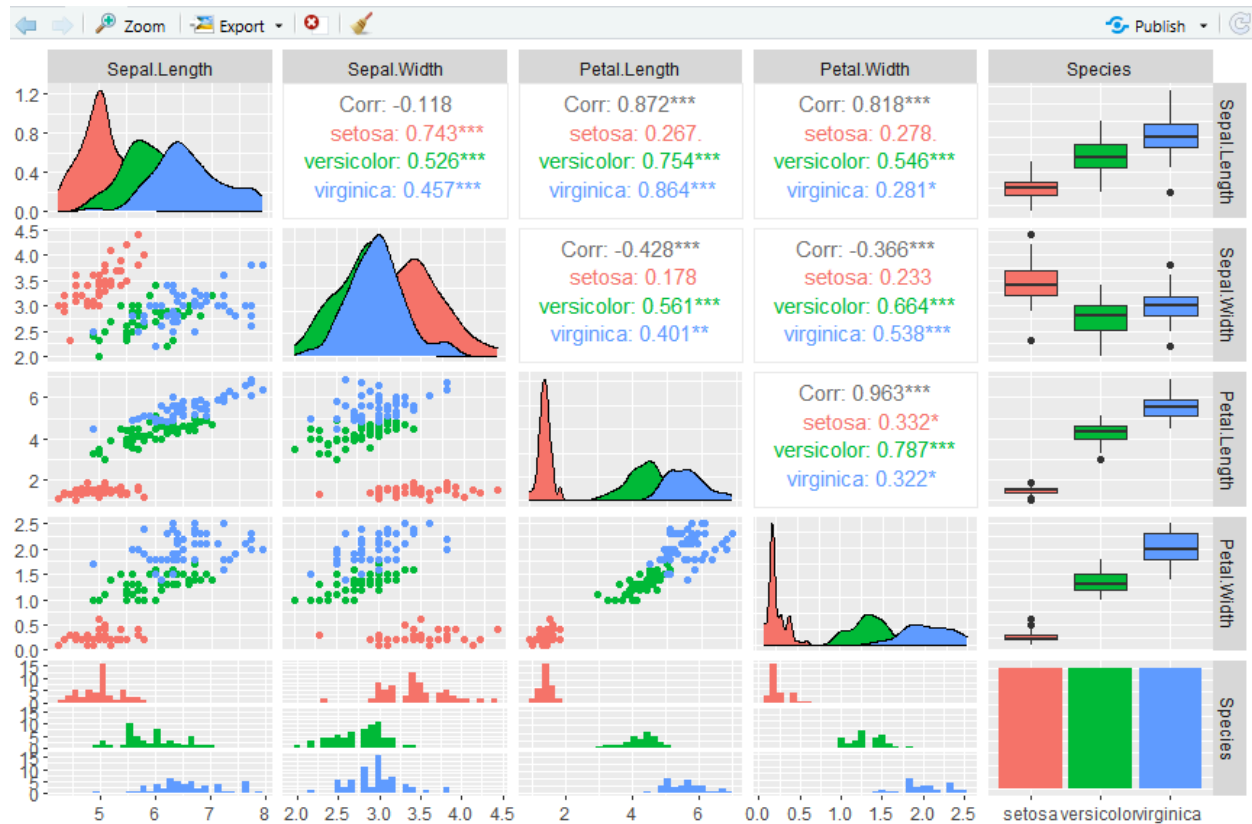 Zoom Export Publish
Sepal.Length Sepal.Width Petal.Length Petal.Width Species
1.2
0.8
0.4
0.0
Corr: -0.118
setosa: 0.743***
versicolor: 0.526***
virginica: 0.457***
Corr: 0.872***
setosa: 0.267.
versicolor: 0.754***
virginica: 0.864***
Corr: 0.818***
setosa: 0.278.
versicolor: 0.546***
virginica: 0.281*
Sepal.Length
4.5
4.0
3.5
3.0
2.5
2.0
Corr: -0.428***
setosa: 0.178
versicolor: 0.561***
virginica: 0.401**
Corr: -0.366***
setosa: 0.233
versicolor: 0.664***
virginica: 0.538***
Sepal.Width
6
4
2
Corr: 0.963***
setosa: 0.332*
versicolor: 0.787***
virginica: 0.322*
Petal.Length
2.5
2.0
1.5
1.0
0.5
0.0
Petal.Width
15
10
5
0
15
10
5
0
15
10
5
0
Species
5 6 7 8 2.0 2.5 3.0 3.5 4.0 4.5 2 4 6 0.0 0.5 1.0 1.5 2.0 2.5 setosa versicolor virginica